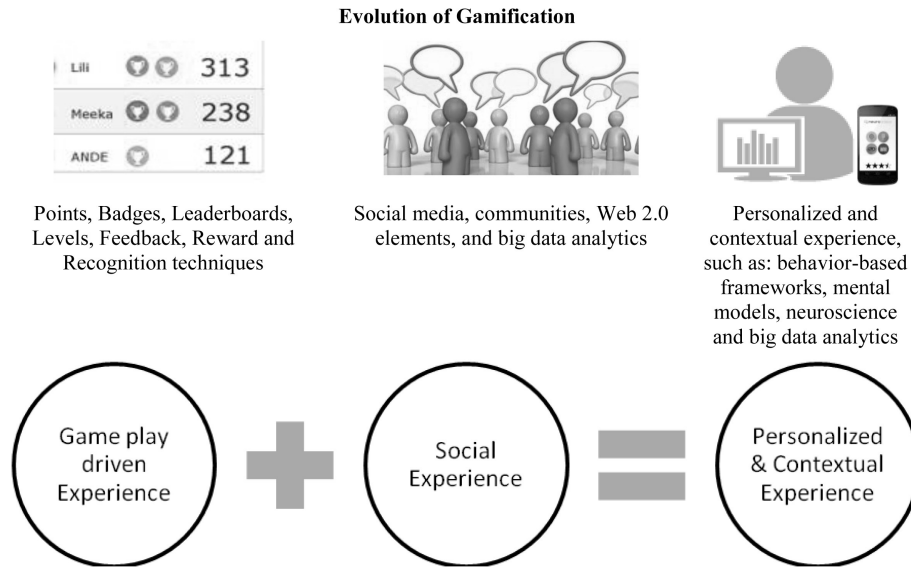 Evolution of Gamification
Lili 313
Meeka 238
ANDE 121
Points, Badges, Leaderboards,
Levels, Feedback, Reward and
Recognition techniques
Social media, communities, Web 2.0
elements, and big data analytics
Personalized and
contextual experience,
such as: behavior-based
frameworks, mental
models, neuroscience
and big data analytics
Game play
driven
Experience
Social
Experience
Personalized
& Contextual
Experience